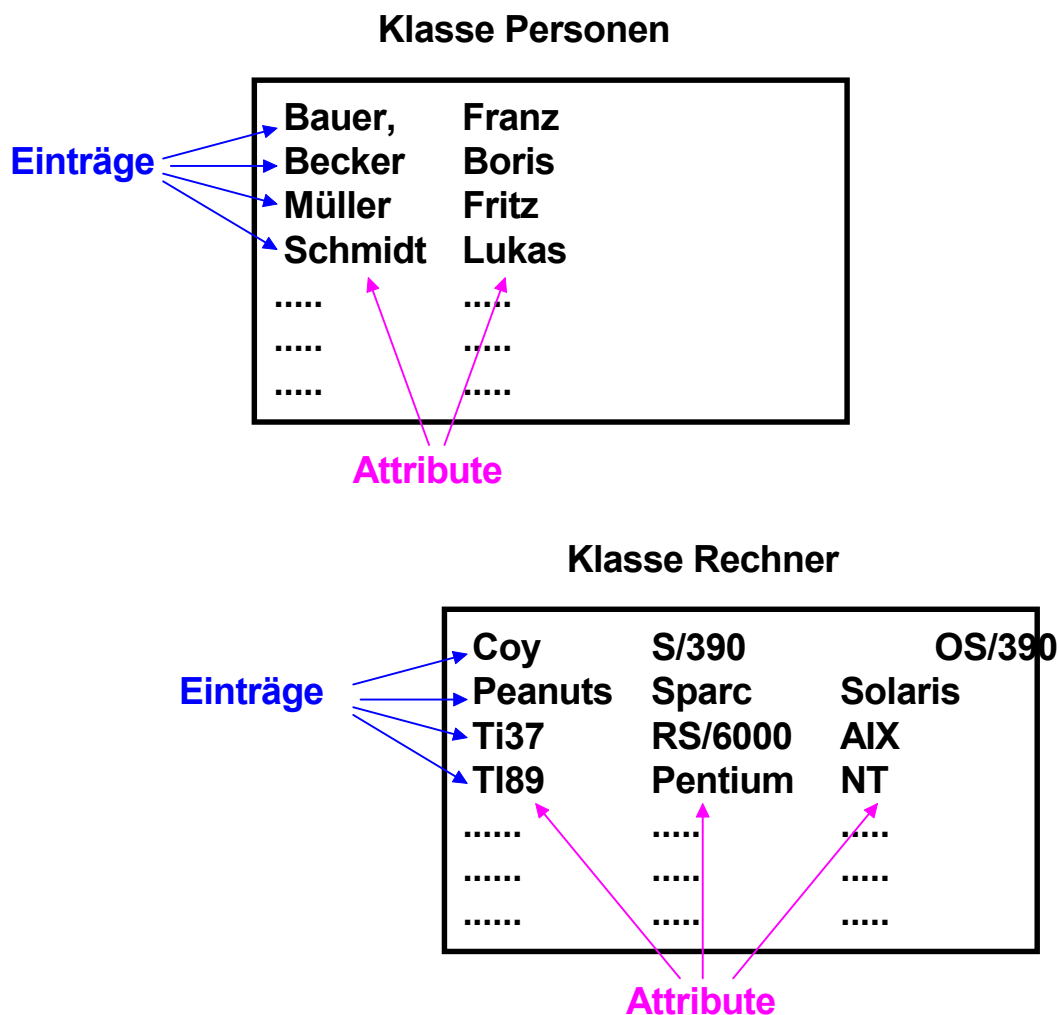 Klasse Personen
Bauer, Franz
Einträge Becker Boris
Müller Fritz
Schmidt Lukas
..... .....
..... .....
..... .....
Attribute
Klasse Rechner
Coy S/390 OS/390
Einträge Peanuts Sparc Solaris
Ti37 RS/6000 AIX
TI89 Pentium NT
...... ..... .....
...... ..... .....
...... ..... .....
Attribute